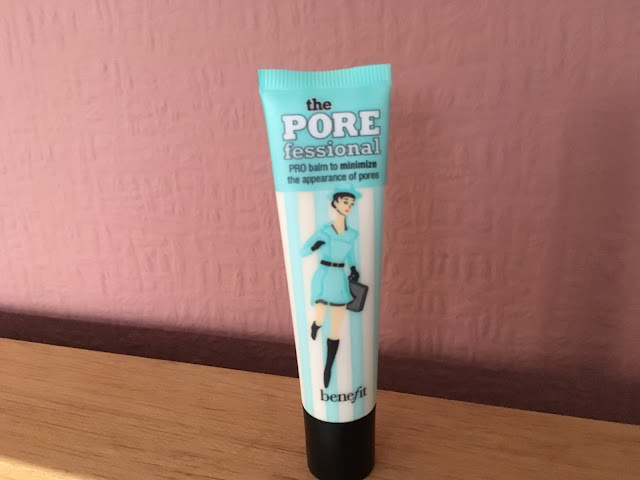 the
PORE
fessional
PRO balm to minimize
the appearance of pores
benefit